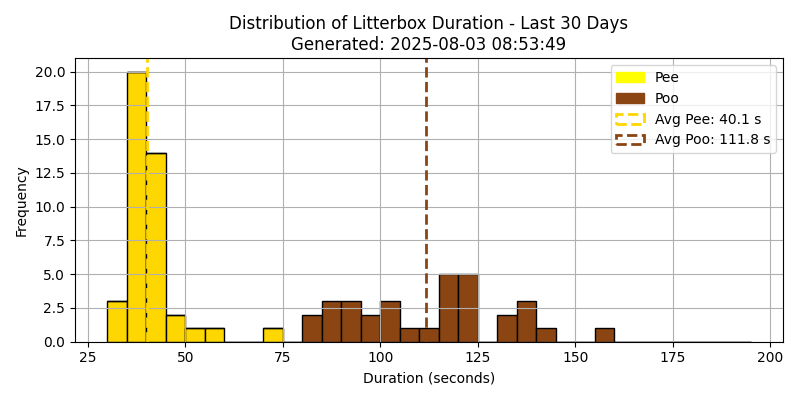 Distribution of Litterbox Duration - Last 30 Days
Generated: 2025-08-03 08:53:49
Pee
Poo
Avg Pee: 40.1 s
Avg Poo: 111.8 s
Frequency
20.0
17.5
15.0
12.5
10.0
7.5
5.0
2.5
0.0
25 50 75 100 125 150 175 200
Duration (seconds)